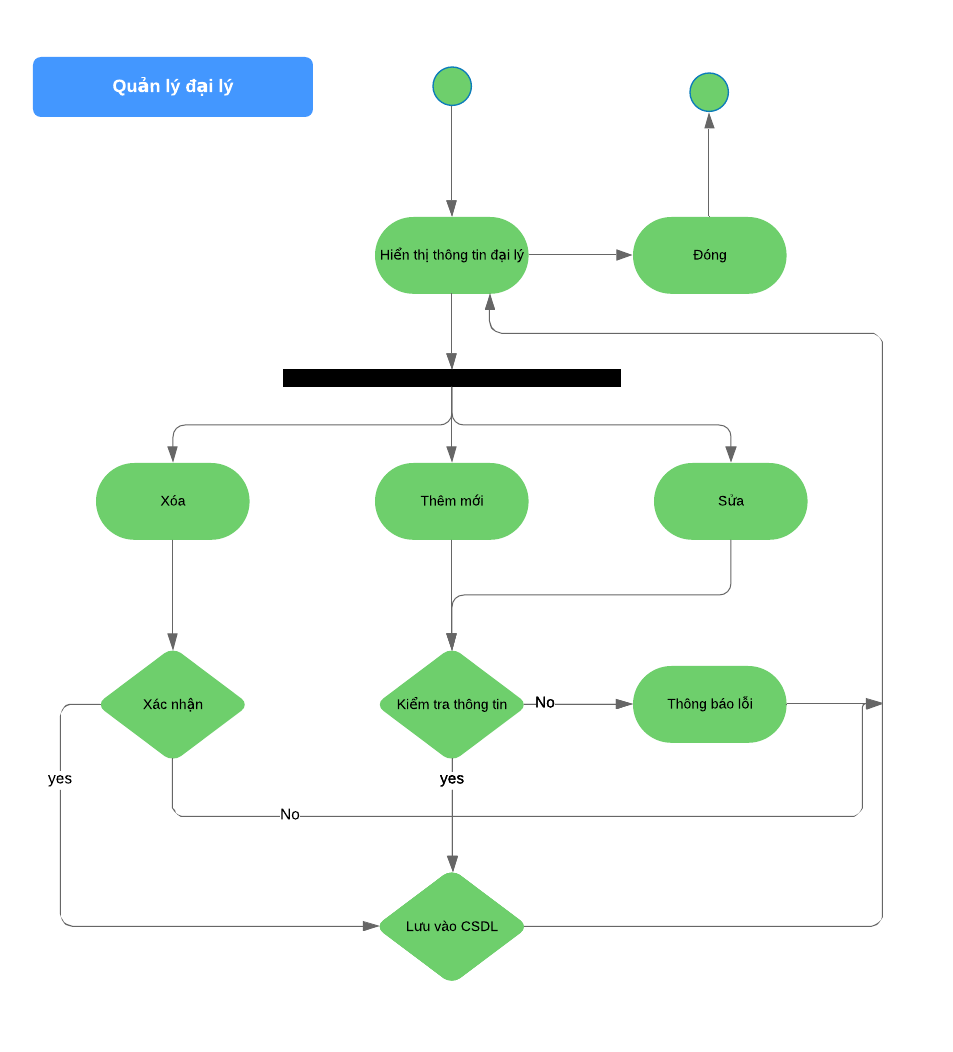 Quản lý đại lý
Hiển thị thông tin đại lý
Đóng
Xóa
Thêm mới
Sửa
Xác nhận
Kiểm tra thông tin
No
Thông báo lỗi
yes
yes
No
Lưu vào CSDL